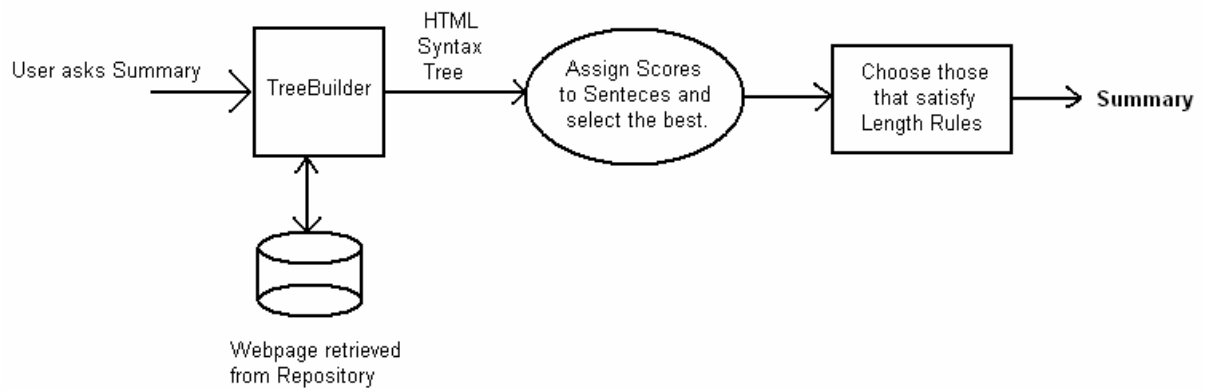 User asks Summary
TreeBuilder
HTML
Syntax
Tree
Assign Scores
to Senteces and
select the best.
Choose those
that satisfy
Length Rules
Summary
Webpage retrieved
from Repository